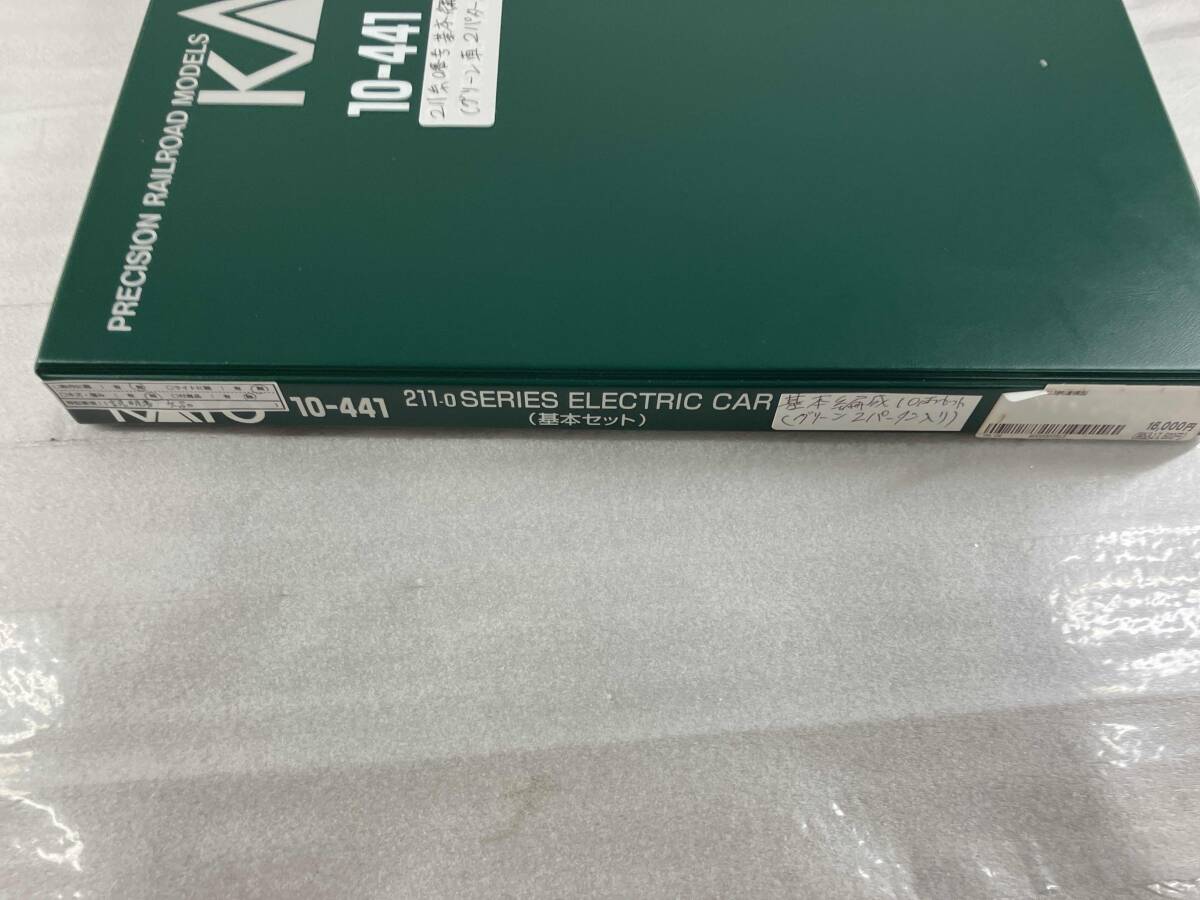 PRECISION RAILROAD MODELS
KA
10-441
211系0番号基本編
(グリーン車2パター
KATO 10-441 211-0 SERIES ELECTRIC CAR
(基本セット)
基本編成10両セット
(グリーン2パータン入り)
16,000円